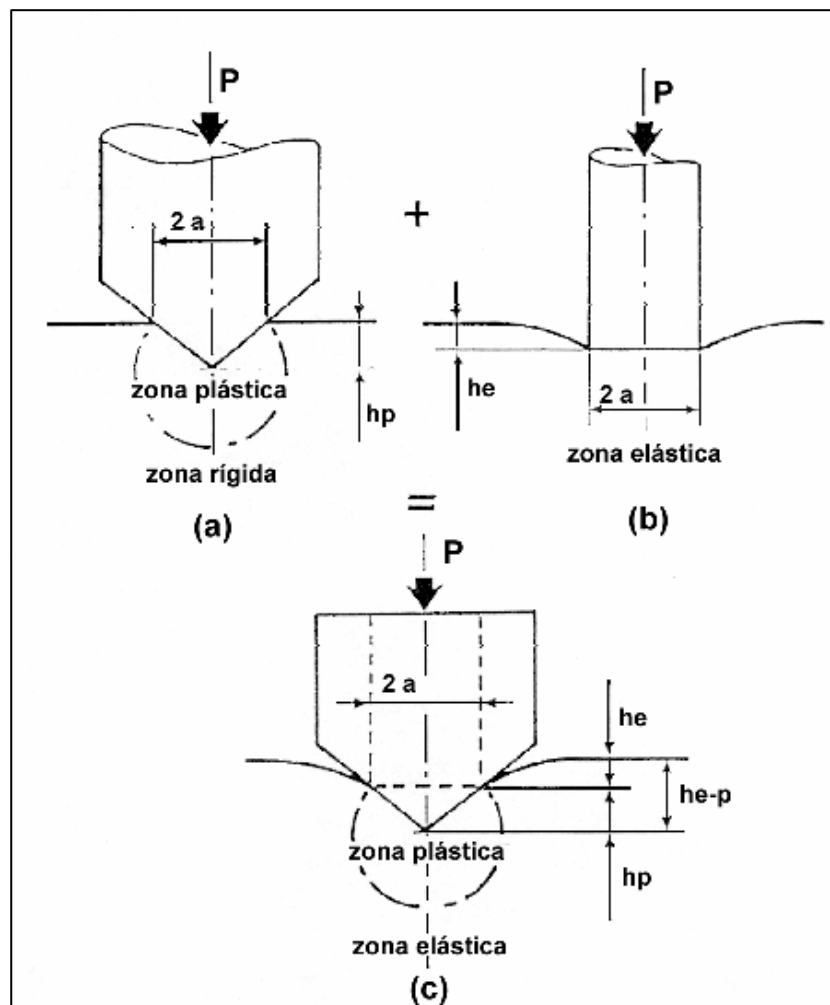 P
2 a
zona plástica
hp
zona rígida
(a)
+
P
he
2 a
zona elástica
(b)
=
P
2 a
he
he-p
zona plástica
hp
zona elástica
(c)